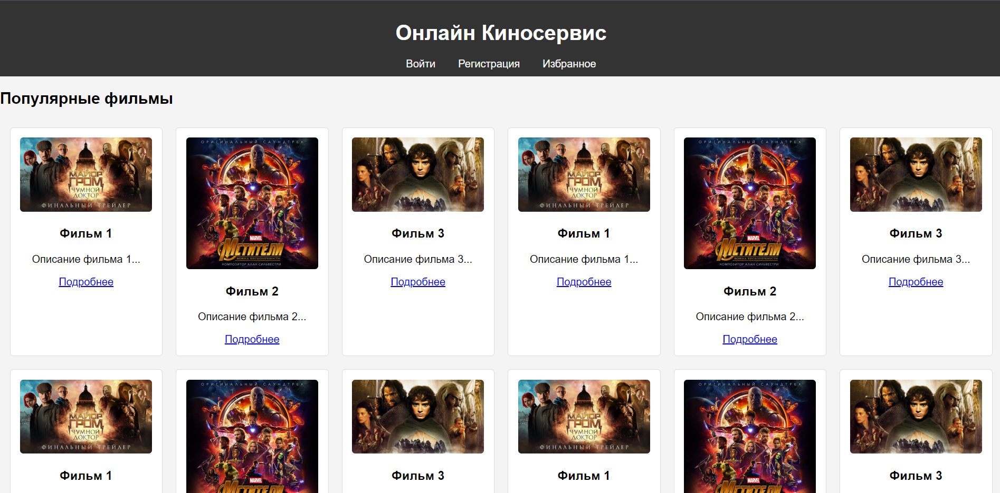 Онлайн Киносервис
Войти Регистрация Избранное
Популярные фильмы
МАЙОР
ГРОМ
ЧУМНОЙ
ДОКТОР
ФИНАЛЬНЫЙ ТРЕЙЛЕР
Фильм 1
Описание фильма 1...
Подробнее
ОРИГИНАЛЬНЫЙ САУНДТРЕК
MARVEL
МСТИТЕЛИ
ВОЙНА БЕСКОНЕЧНОСТИ
КОМПОЗИТОР АЛАН СИЛЬВЕСТРИ
Фильм 2
Описание фильма 2...
Подробнее
Фильм 3
Описание фильма 3...
Подробнее
МАЙОР
ГРОМ
ЧУМНОЙ
ДОКТОР
ФИНАЛЬНЫЙ ТРЕЙЛЕР
Фильм 1
Описание фильма 1...
Подробнее
ОРИГИНАЛЬНЫЙ САУНДТРЕК
MARVEL
МСТИТЕЛИ
ВОЙНА БЕСКОНЕЧНОСТИ
КОМПОЗИТОР АЛАН СИЛЬВЕСТРИ
Фильм 2
Описание фильма 2...
Подробнее
Фильм 3
Описание фильма 3...
Подробнее
МАЙОР
ГРОМ
ЧУМНОЙ
ДОКТОР
ФИНАЛЬНЫЙ ТРЕЙЛЕР
Фильм 1
ОРИГИНАЛЬНЫЙ САУНДТРЕК
MARVEL
МСТИТЕЛИ
Фильм 3
МАЙОР
ГРОМ
ЧУМНОЙ
ДОКТОР
ФИНАЛЬНЫЙ ТРЕЙЛЕР
Фильм 1
ОРИГИНАЛЬНЫЙ САУНДТРЕК
MARVEL
МСТИТЕЛИ
Фильм 3